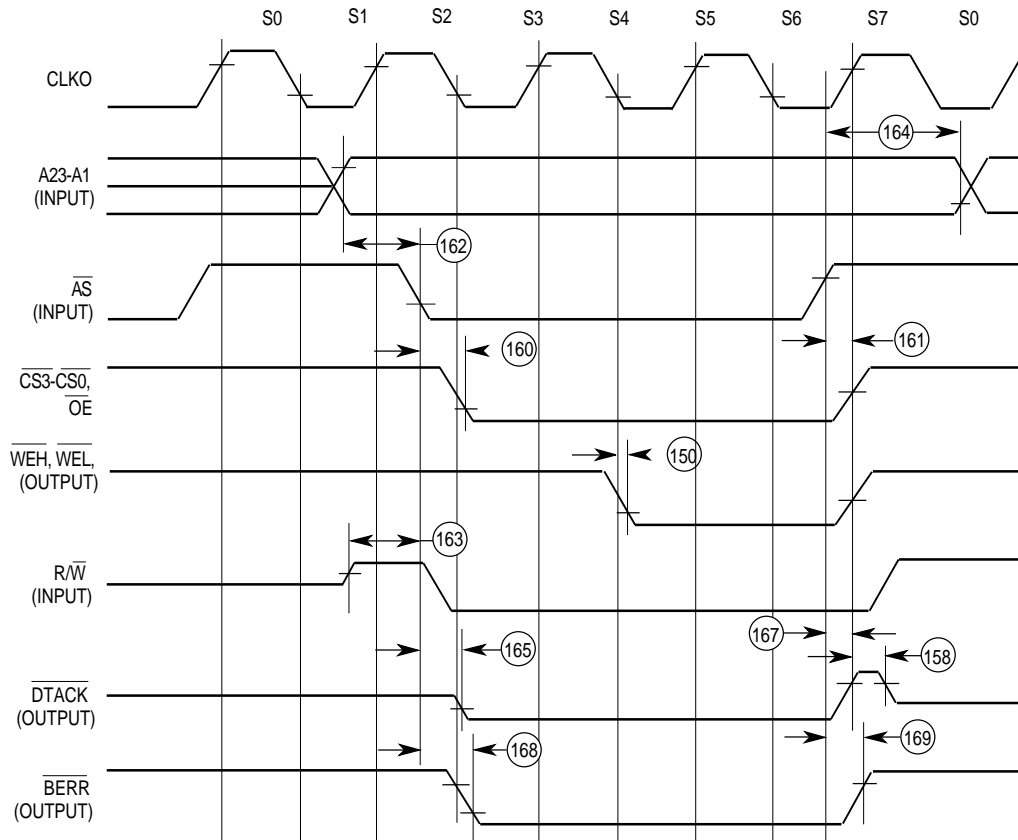 S0 S1 S2 S3 S4 S5 S6 S7 S0
CLKO
164
A23-A1
(INPUT)
162
AS
(INPUT)
160
161
CS3-CS0,
OE
WEH, WEL,
(OUTPUT)
150
163
R/W
(INPUT)
167
165
158
DTACK
(OUTPUT)
168
169
BERR
(OUTPUT)